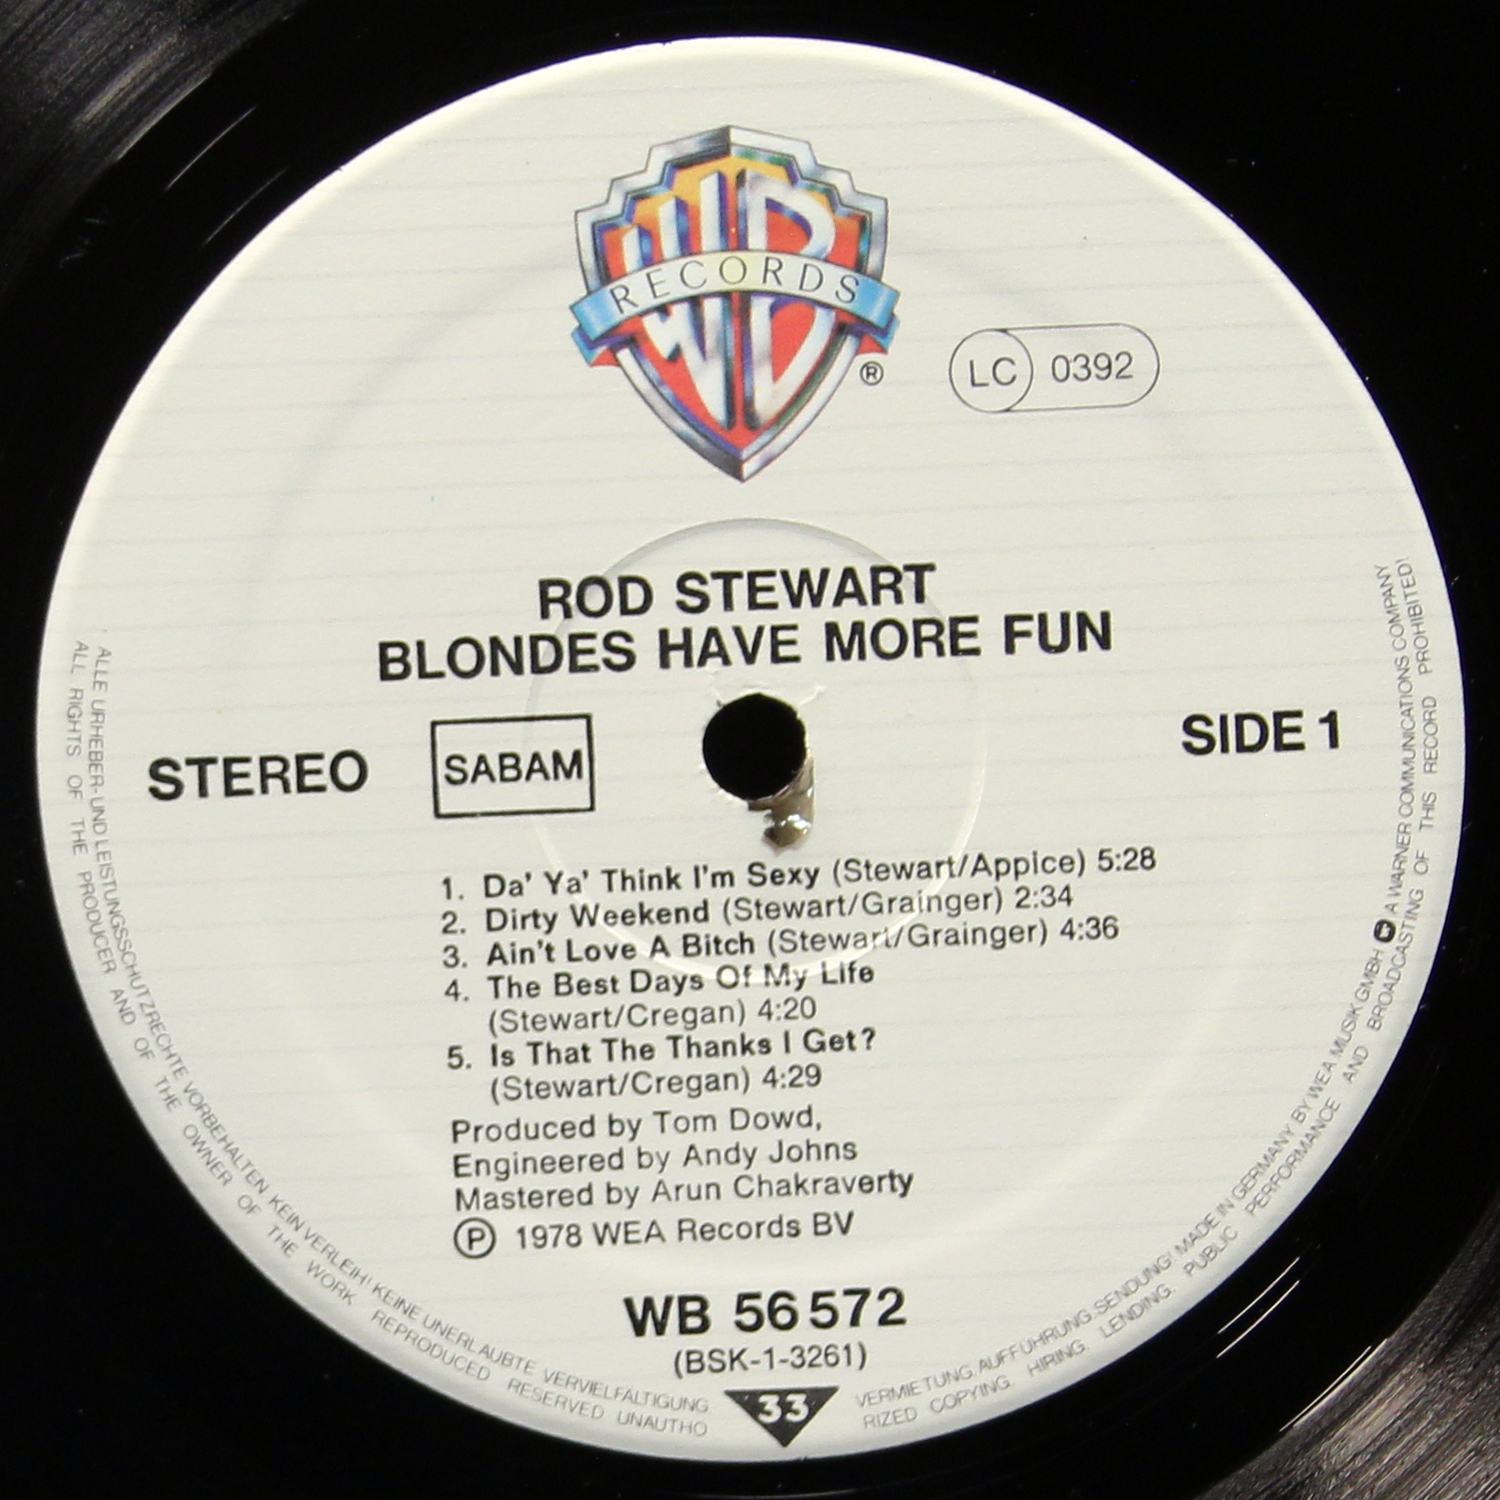 WB
RECORDS
®
LC 0392
ROD STEWART
BLONDES HAVE MORE FUN
STEREO
SABAM
SIDE 1
1. Da' Ya' Think I'm Sexy (Stewart/Appice) 5:28
2. Dirty Weekend (Stewart/Grainger) 2:34
3. Ain't Love A Bitch (Stewart/Grainger) 4:36
4. The Best Days Of My Life
(Stewart/Cregan) 4:20
5. Is That The Thanks I Get?
(Stewart/Cregan) 4:29
Produced by Tom Dowd,
Engineered by Andy Johns
Mastered by Arun Chakraverty
Ⓟ 1978 WEA Records BV
WB 56 572
(BSK-1-3261)
33
ALLE URHEBER- UND LEISTUNGSSCHUTZRECHTE VORBEHALTEN KEIN VERLEIH! KEINE UNERLAUBTE VERVIELFÄLTIGUNG, VERMIETUNG, AUFFÜHRUNG, SENDUNG! MADE IN GERMANY BY WEA MUSIK GMBH A WARNER COMMUNICATIONS COMPANY
ALL RIGHTS OF THE PRODUCER AND OF THE OWNER OF THE WORK REPRODUCED RESERVED UNAUTHORIZED COPYING, HIRING, LENDING, PUBLIC PERFORMANCE AND BROADCASTING OF THIS RECORD PROHIBITED!